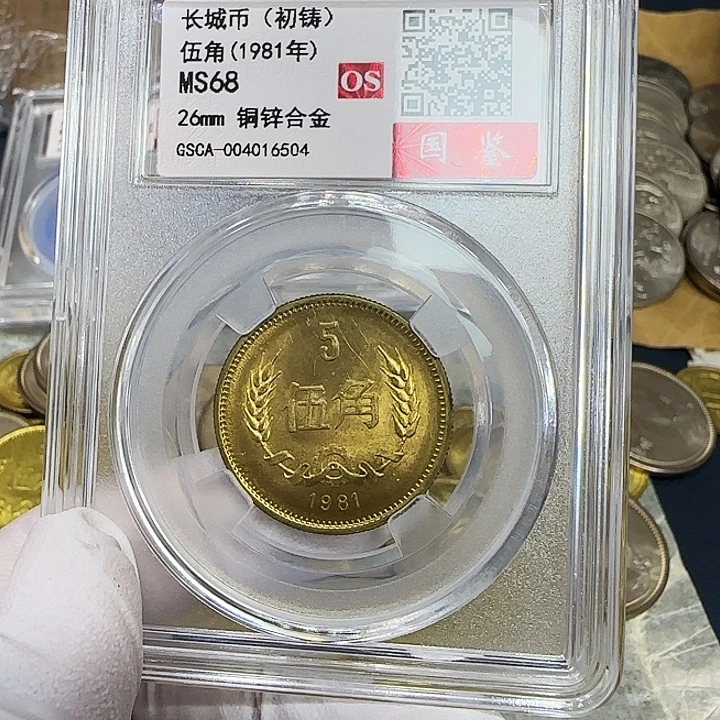 长城币（初铸）
伍角(1981年)
MS68
OS
26mm 铜锌合金
GSCA-004016504
国鉴
5
伍角
1981